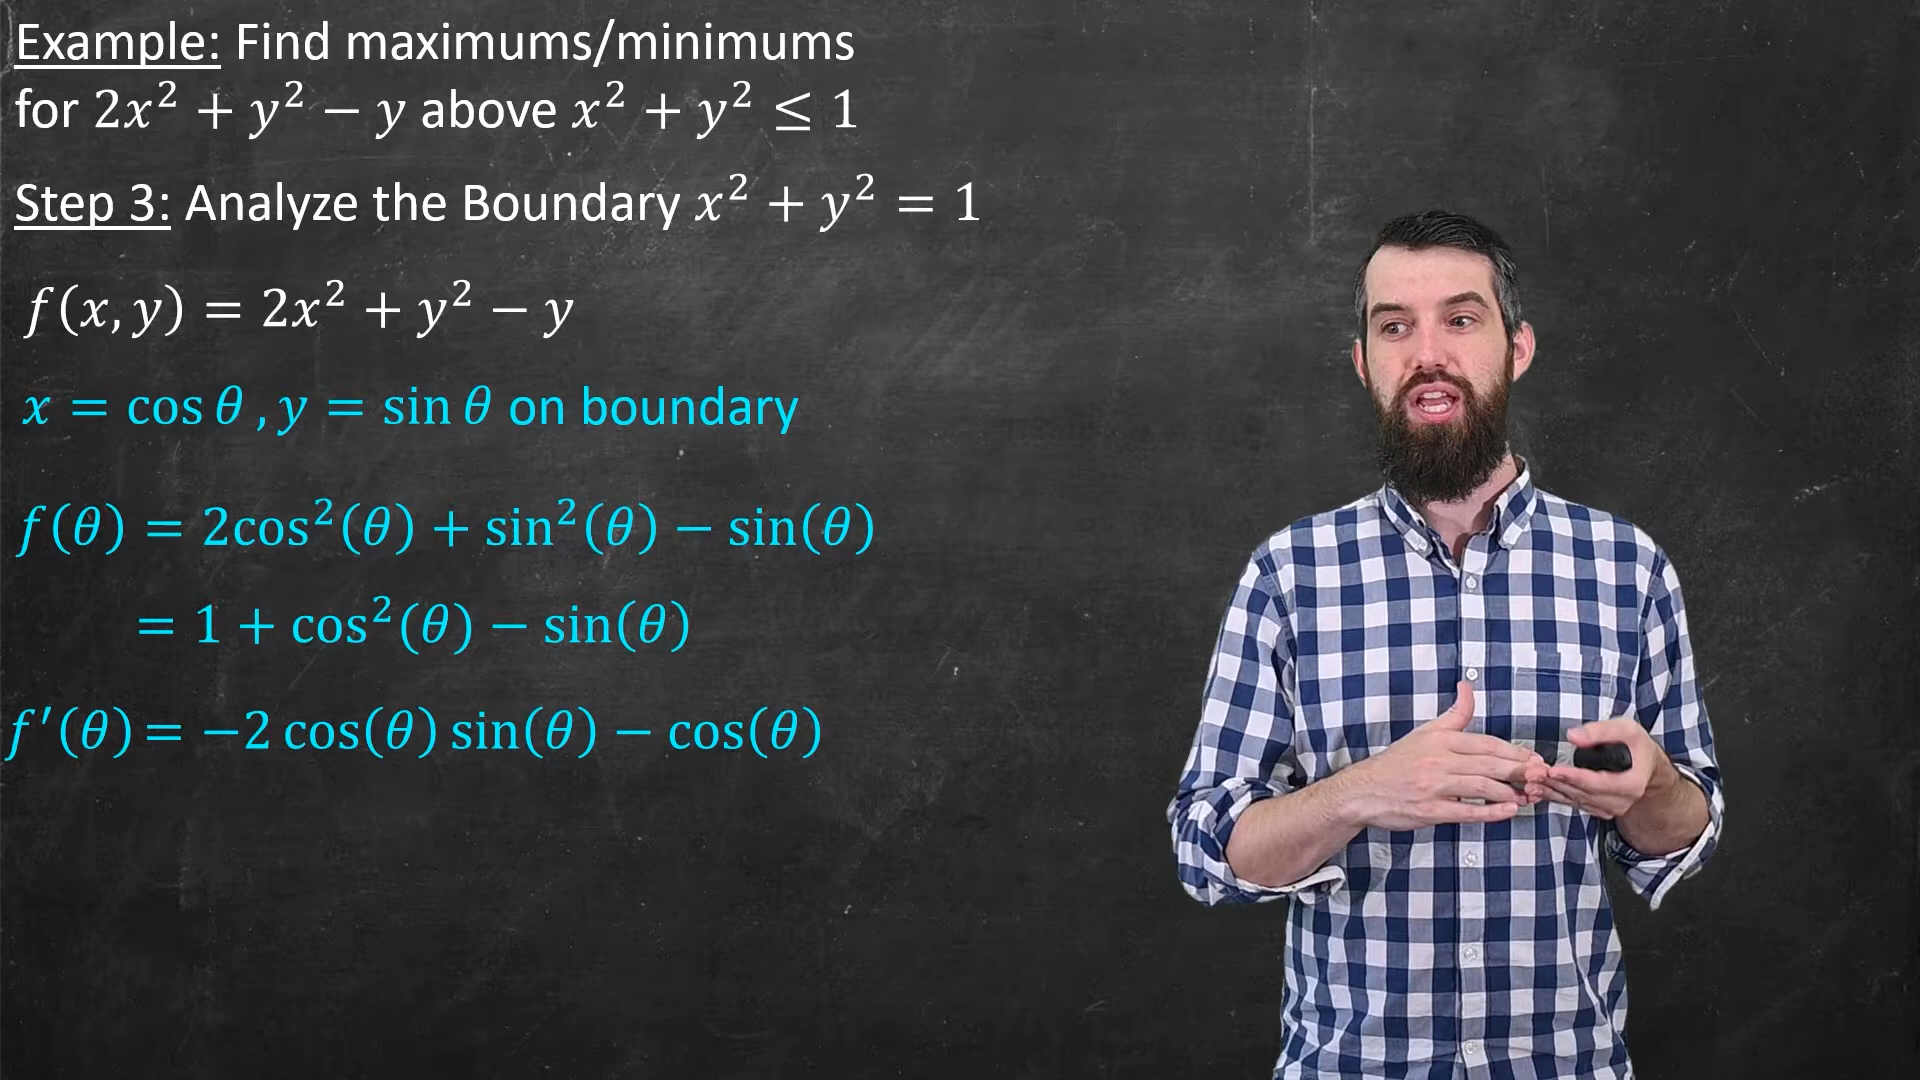 Example: Find maximums/minimums
for 2x² + y² − y above x² + y² ≤ 1
Step 3: Analyze the Boundary x² + y² = 1
f(x, y) = 2x² + y² − y
x = cos θ , y = sin θ on boundary
f(θ) = 2cos²(θ) + sin²(θ) − sin(θ)
= 1 + cos²(θ) − sin(θ)
f′(θ) = −2 cos(θ) sin(θ) − cos(θ)